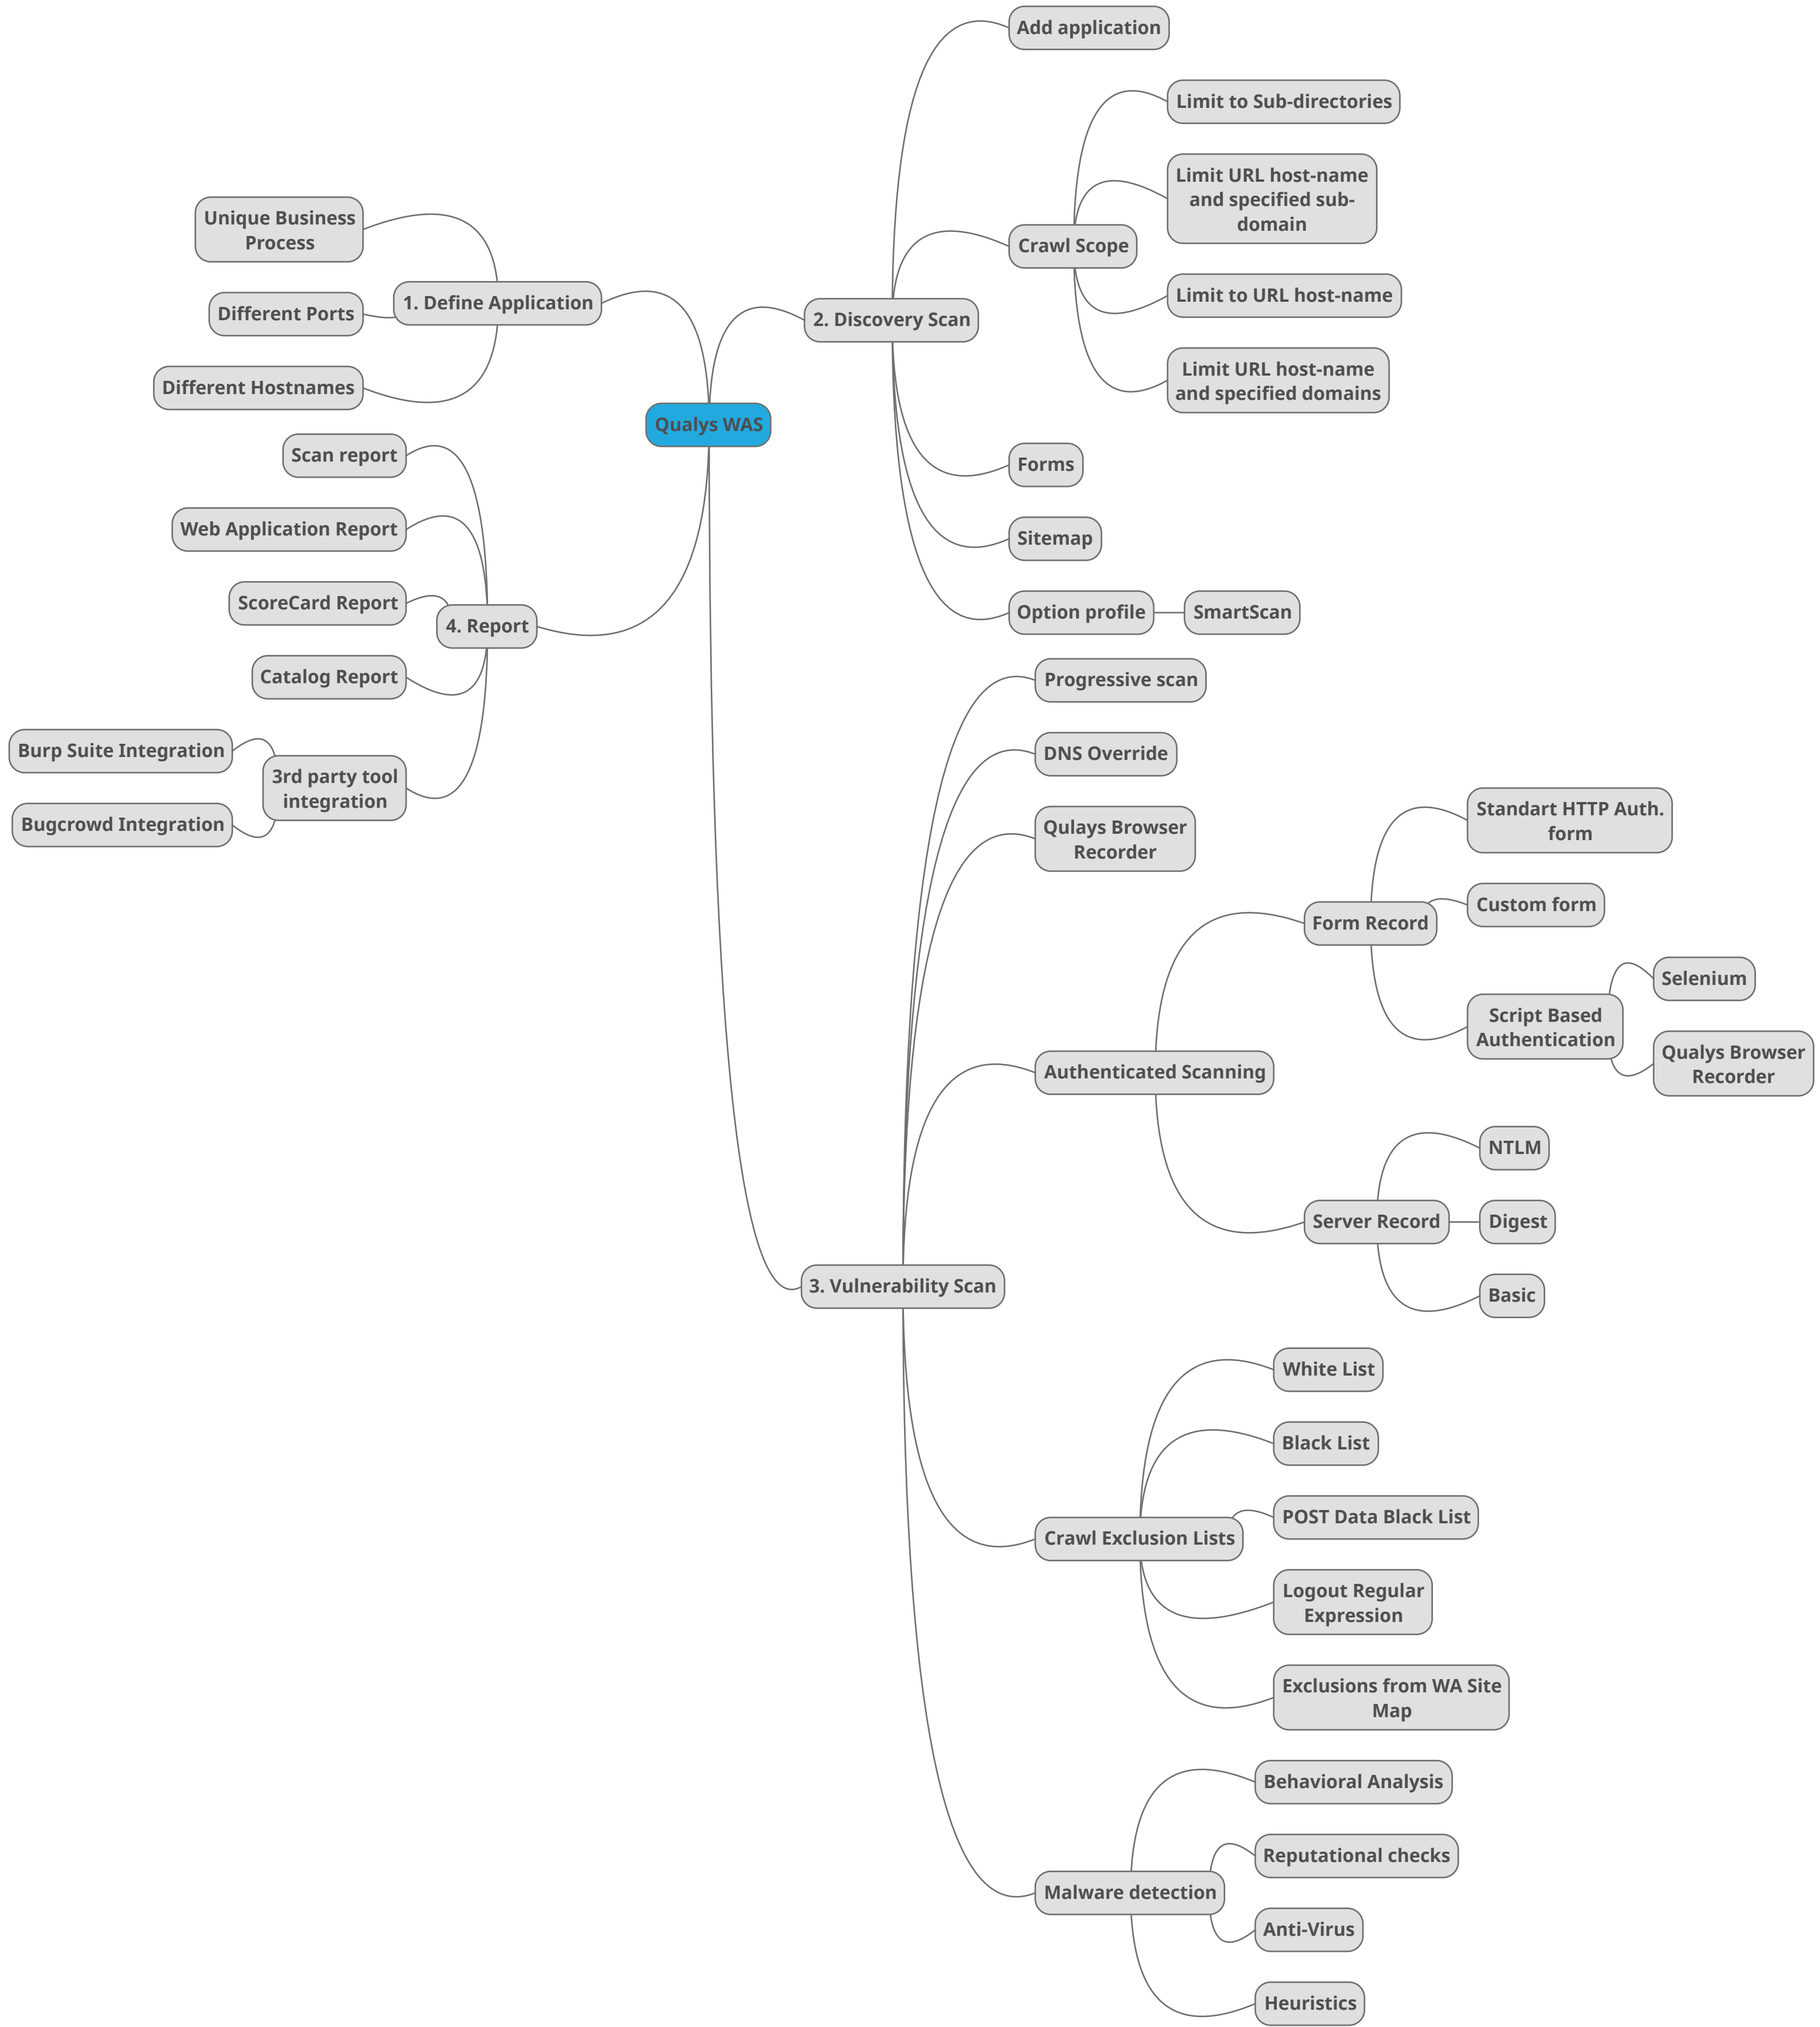 Qualys WAS
1. Define Application
Unique Business
Process
Different Ports
Different Hostnames
2. Discovery Scan
Add application
Crawl Scope
Limit to Sub-directories
Limit URL host-name
and specified sub-
domain
Limit to URL host-name
Limit URL host-name
and specified domains
Forms
Sitemap
Option profile
SmartScan
3. Vulnerability Scan
Progressive scan
DNS Override
Qulays Browser
Recorder
Authenticated Scanning
Form Record
Standart HTTP Auth.
form
Custom form
Script Based
Authentication
Selenium
Qualys Browser
Recorder
Server Record
NTLM
Digest
Basic
Crawl Exclusion Lists
White List
Black List
POST Data Black List
Logout Regular
Expression
Exclusions from WA Site
Map
Malware detection
Behavioral Analysis
Reputational checks
Anti-Virus
Heuristics
4. Report
Scan report
Web Application Report
ScoreCard Report
Catalog Report
3rd party tool
integration
Burp Suite Integration
Bugcrowd Integration